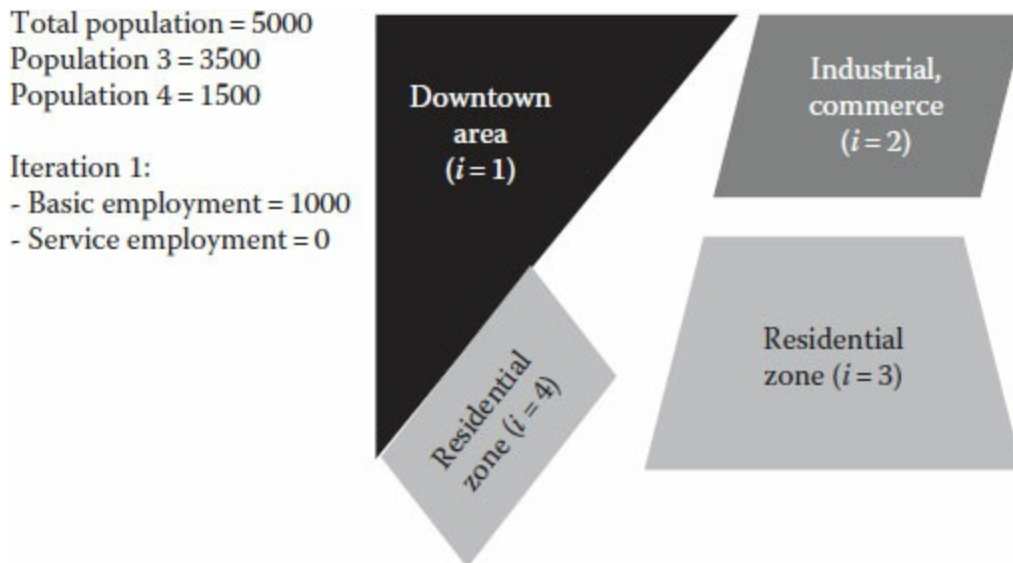 Total population = 5000
Population 3 = 3500
Population 4 = 1500
Iteration 1:
- Basic employment = 1000
- Service employment = 0
Downtown
area
(i = 1)
Industrial,
commerce
(i = 2)
Residential
zone (i = 3)
Residential
zone (i = 4)